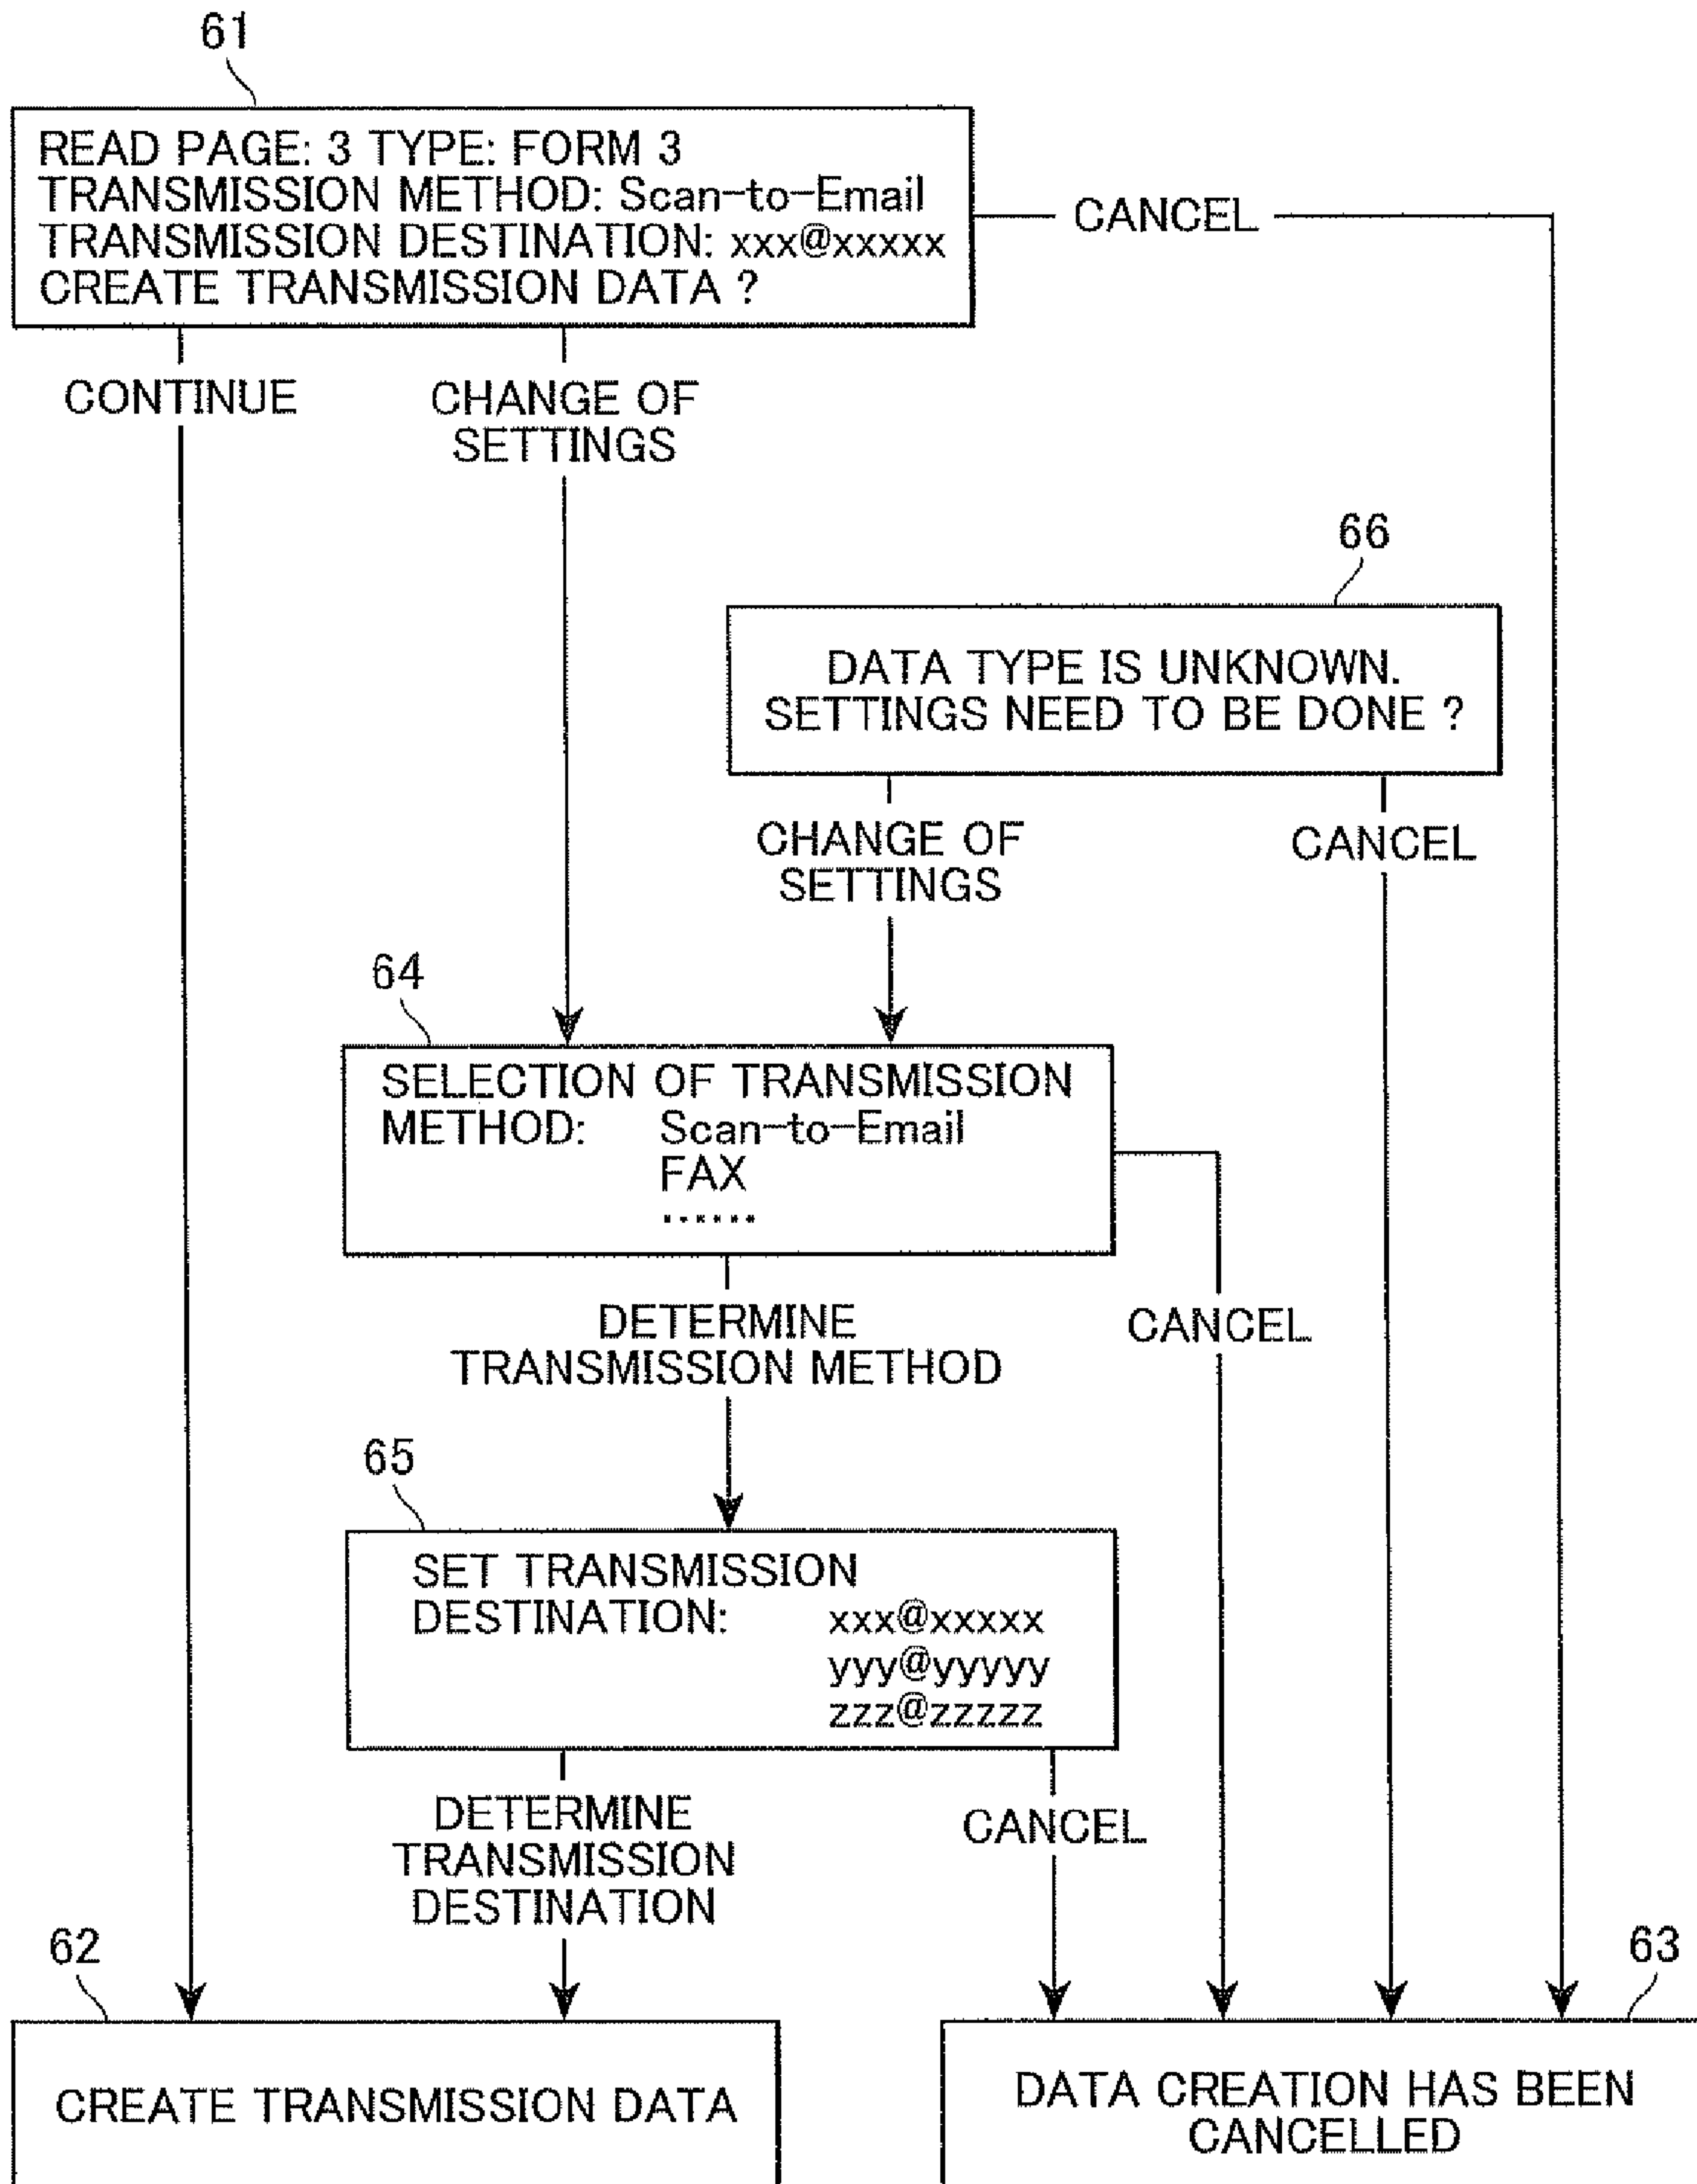 61
READ PAGE: 3 TYPE: FORM 3
TRANSMISSION METHOD: Scan-to-Email
TRANSMISSION DESTINATION: xxx@xxxxx
CREATE TRANSMISSION DATA ?
CANCEL
CONTINUE
CHANGE OF
SETTINGS
66
DATA TYPE IS UNKNOWN.
SETTINGS NEED TO BE DONE ?
CHANGE OF
SETTINGS
CANCEL
64
SELECTION OF TRANSMISSION
METHOD: Scan-to-Email
FAX
......
DETERMINE
TRANSMISSION METHOD
CANCEL
65
SET TRANSMISSION
DESTINATION: xxx@xxxxx
yyy@yyyyy
zzz@zzzzz
DETERMINE
TRANSMISSION
DESTINATION
CANCEL
62
CREATE TRANSMISSION DATA
63
DATA CREATION HAS BEEN
CANCELLED